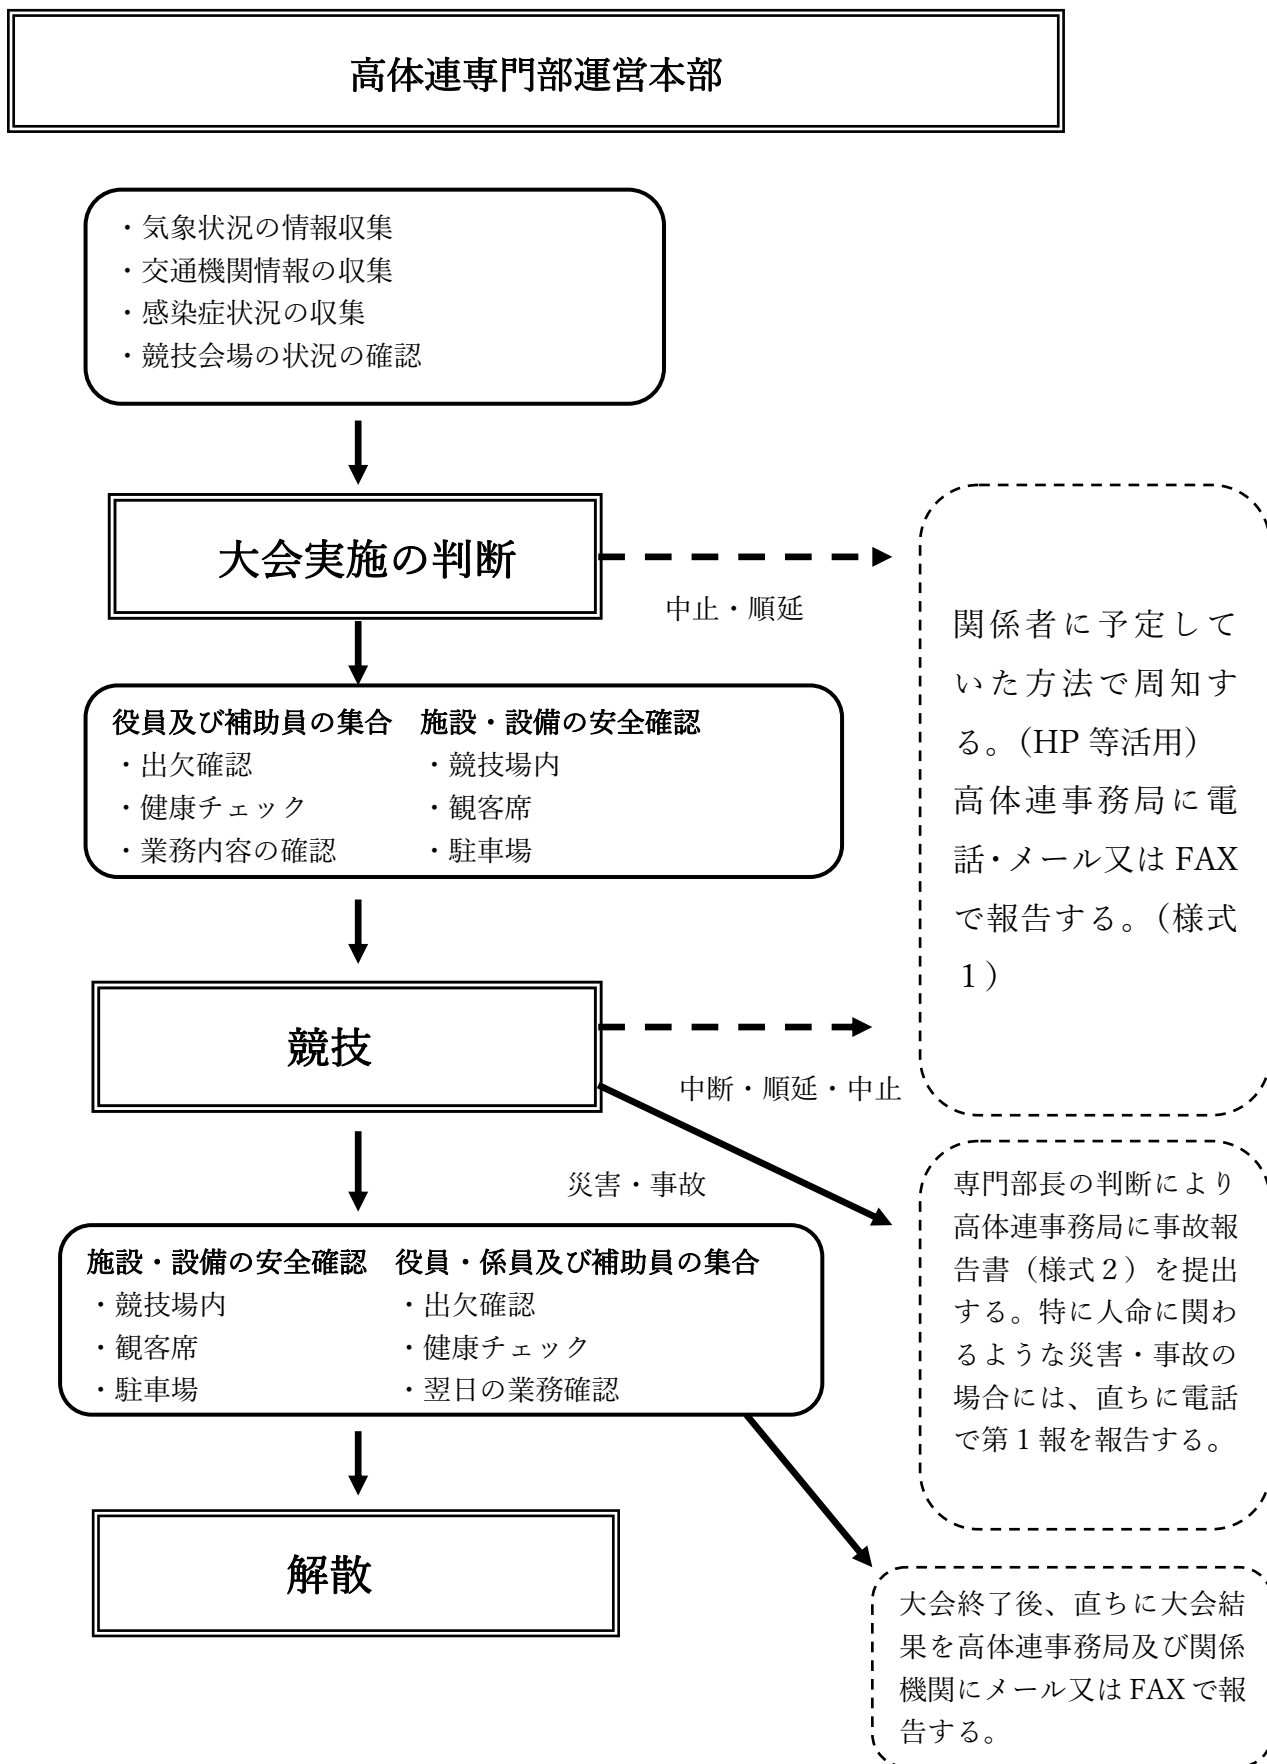 高体連専門部運営本部
・気象状況の情報収集
・交通機関情報の収集
・感染症状況の収集
・競技会場の状況の確認
大会実施の判断
中止・順延
関係者に予定して
いた方法で周知す
る。（HP 等活用）
高体連事務局に電
話・メール又は FAX
で報告する。（様式
１）
役員及び補助員の集合　施設・設備の安全確認
・出欠確認　・競技場内
・健康チェック　・観客席
・業務内容の確認　・駐車場
競技
中断・順延・中止
災害・事故
専門部長の判断により
高体連事務局に事故報
告書（様式２）を提出
する。特に人命に関わ
るような災害・事故の
場合には、直ちに電話
で第１報を報告する。
施設・設備の安全確認　役員・係員及び補助員の集合
・競技場内　・出欠確認
・観客席　・健康チェック
・駐車場　・翌日の業務確認
解散
大会終了後、直ちに大会結
果を高体連事務局及び関係
機関にメール又は FAX で報
告する。